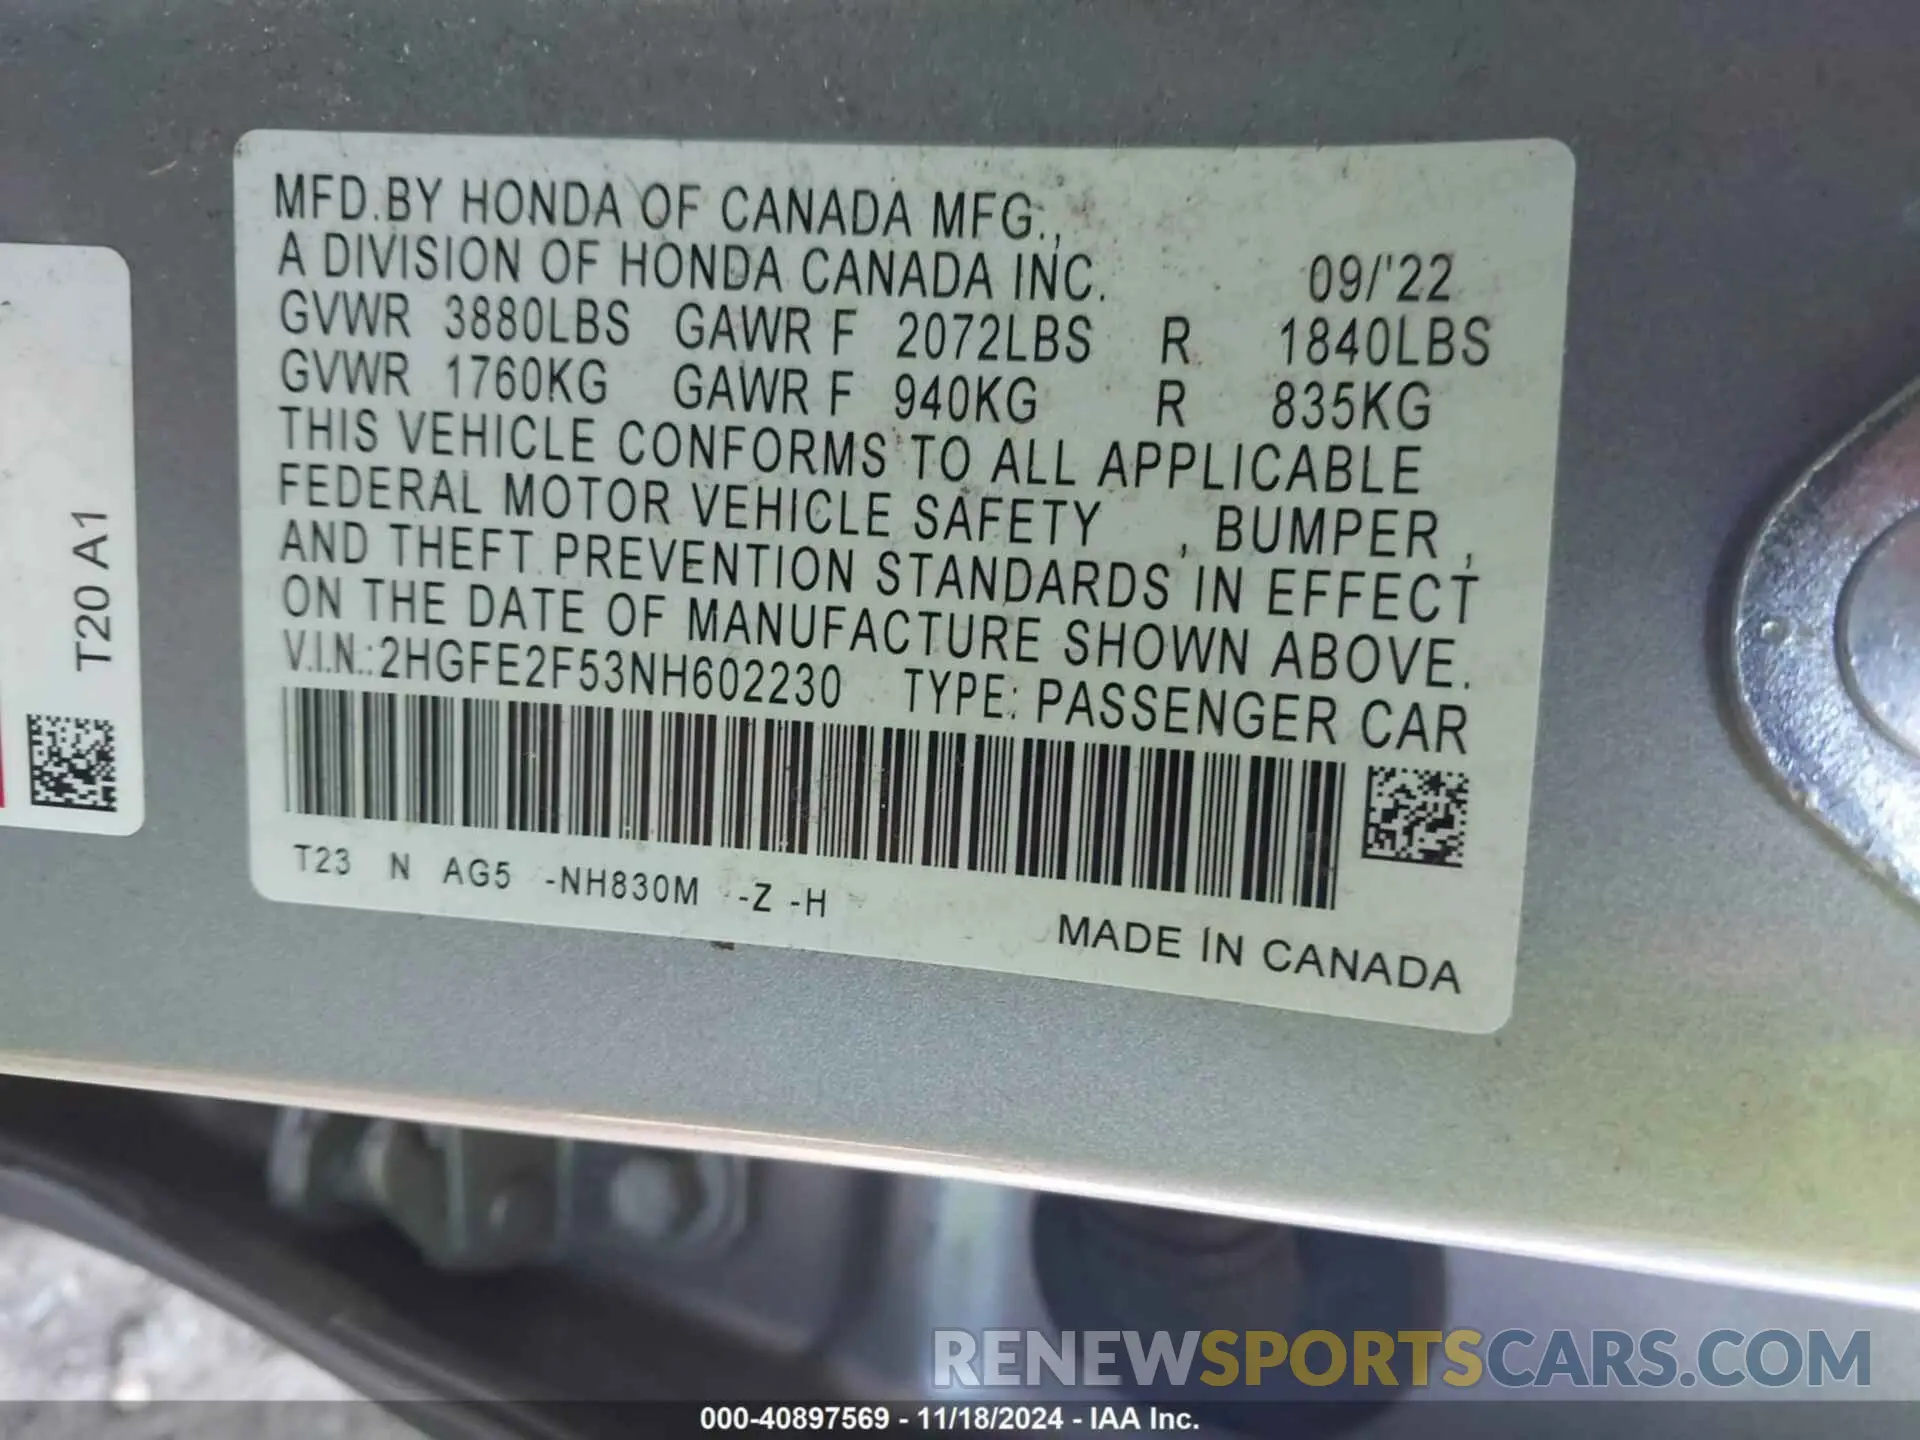 MFD.BY HONDA OF CANADA MFG.,
A DIVISION OF HONDA CANADA INC. 09/'22
GVWR 3880LBS GAWR F 2072LBS R 1840LBS
GVWR 1760KG GAWR F 940KG R 835KG
THIS VEHICLE CONFORMS TO ALL APPLICABLE
FEDERAL MOTOR VEHICLE SAFETY , BUMPER ,
AND THEFT PREVENTION STANDARDS IN EFFECT
ON THE DATE OF MANUFACTURE SHOWN ABOVE.
V.I.N.:2HGFE2F53NH602230 TYPE: PASSENGER CAR
T23 N AG5 -NH830M -Z -H
MADE IN CANADA
T20 A1
RENEWSPORTSCARS.COM
000-40897569 - 11/18/2024 - IAA Inc.